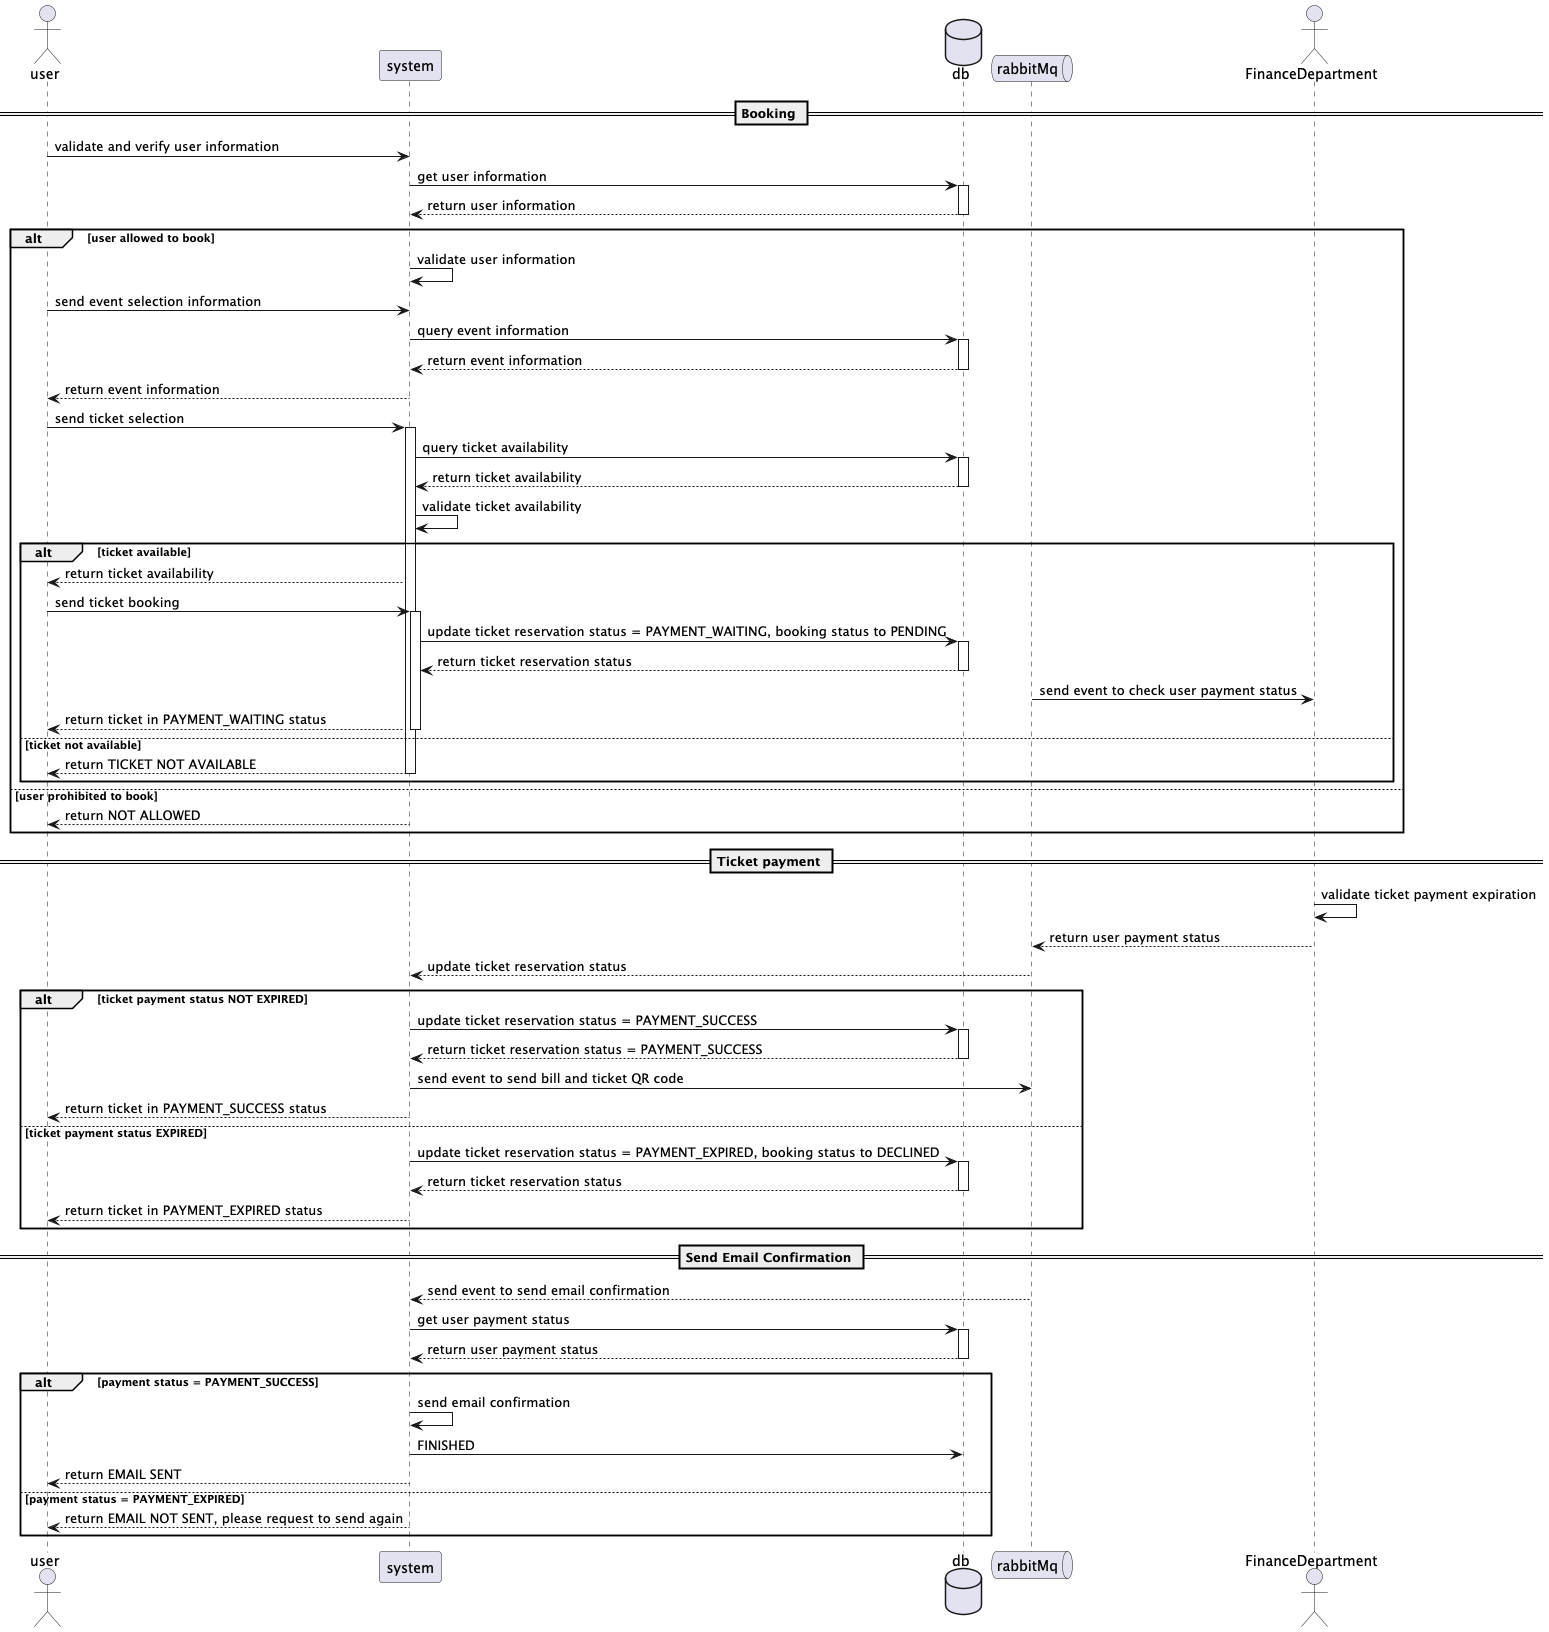 user
system
db
rabbitMq
FinanceDepartment
Booking
validate and verify user information
get user information
return user information
alt [user allowed to book]
validate user information
send event selection information
query event information
return event information
return event information
send ticket selection
query ticket availability
return ticket availability
validate ticket availability
alt [ticket available]
return ticket availability
send ticket booking
update ticket reservation status = PAYMENT_WAITING, booking status to PENDING
return ticket reservation status
send event to check user payment status
return ticket in PAYMENT_WAITING status
[ticket not available]
return TICKET NOT AVAILABLE
[user prohibited to book]
return NOT ALLOWED
Ticket payment
validate ticket payment expiration
return user payment status
update ticket reservation status
alt [ticket payment status NOT EXPIRED]
update ticket reservation status = PAYMENT_SUCCESS
return ticket reservation status = PAYMENT_SUCCESS
send event to send bill and ticket QR code
return ticket in PAYMENT_SUCCESS status
[ticket payment status EXPIRED]
update ticket reservation status = PAYMENT_EXPIRED, booking status to DECLINED
return ticket reservation status
return ticket in PAYMENT_EXPIRED status
Send Email Confirmation
send event to send email confirmation
get user payment status
return user payment status
alt [payment status = PAYMENT_SUCCESS]
send email confirmation
FINISHED
return EMAIL SENT
[payment status = PAYMENT_EXPIRED]
return EMAIL NOT SENT, please request to send again
user
system
db
rabbitMq
FinanceDepartment